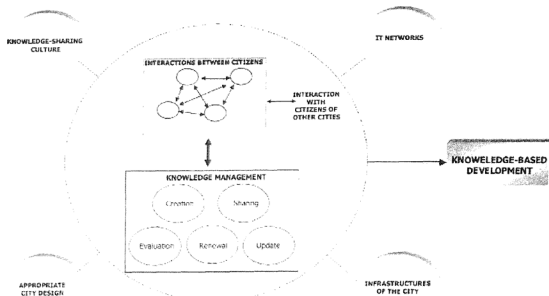 KNOWLEDGE-SHARING
CULTURE
IT NETWORKS
INTERACTIONS BETWEEN CITIZENS
INTERACTION
WITH
CITIZENS OF
OTHER CITIES
KNOWELEDGE-BASED
DEVELOPMENT
KNOWLEDGE MANAGEMENT
Creation
Sharing
Evaluation
Renewal
Update
APPROPRIATE
CITY DESIGN
INFRASTRUCTURES
OF THE CITY